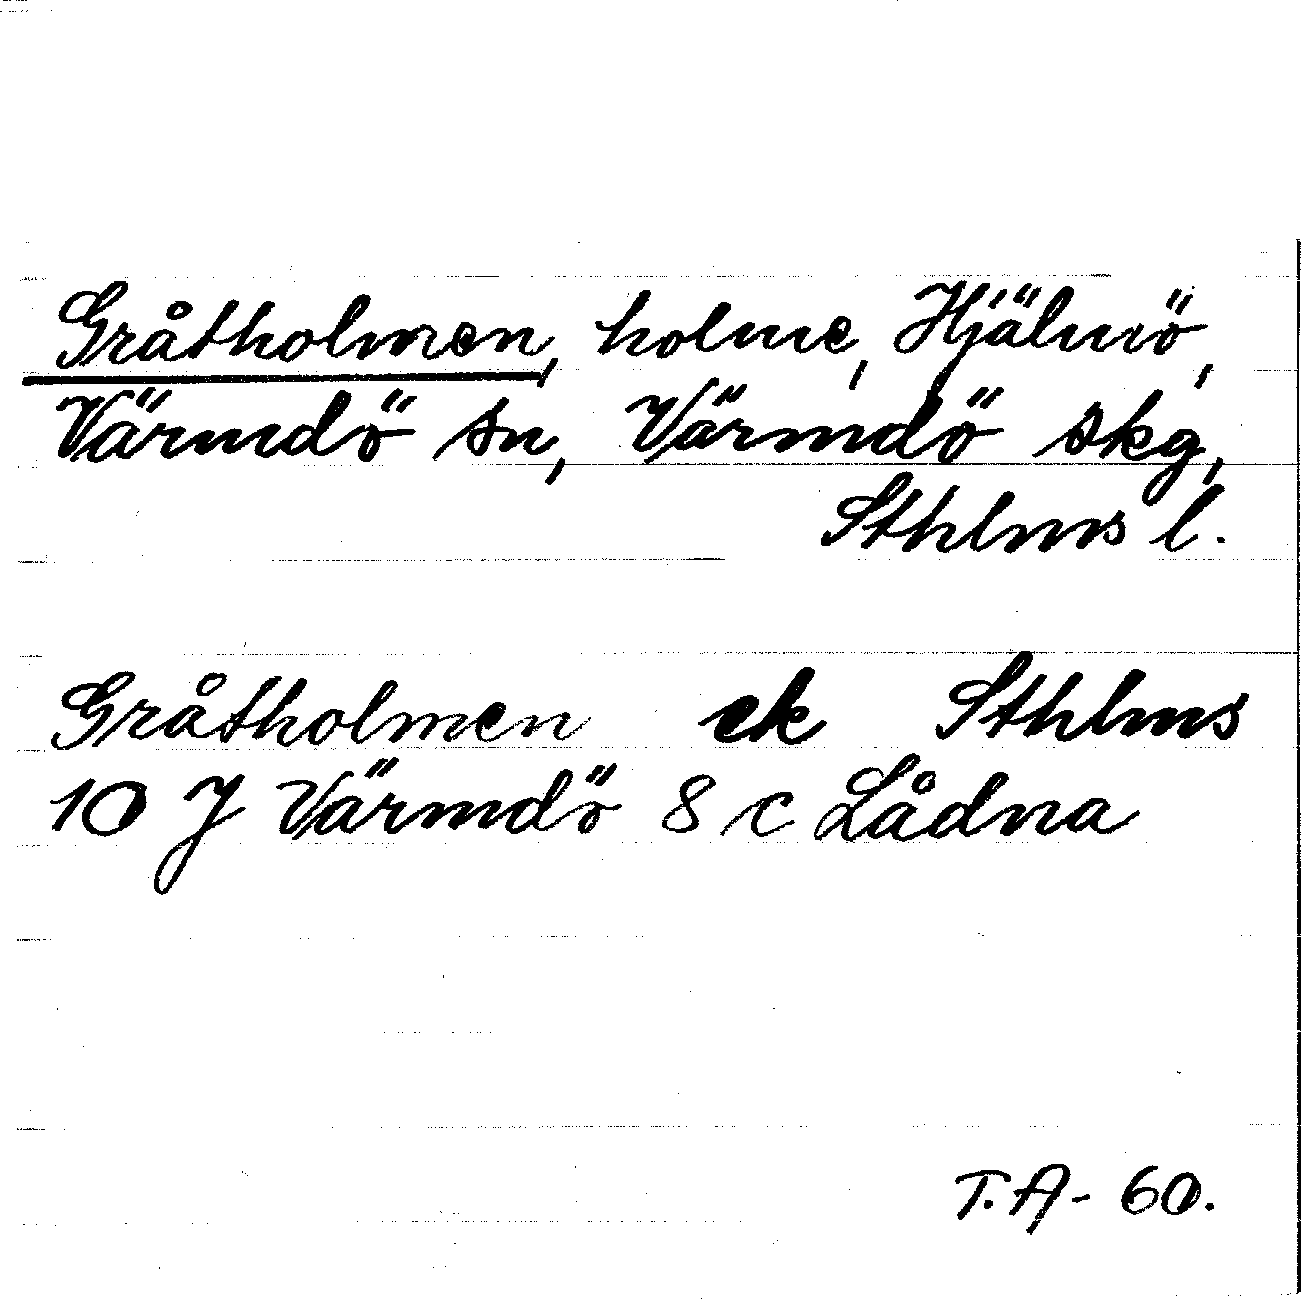 Gråtholmen, holme, Hjälmö,
Värmdö sn, Värmdö skg,
Sthlms l.
Gråtholmen ek Sthlms
10 J Värmdö 8 c Lådna
T.A- 60.